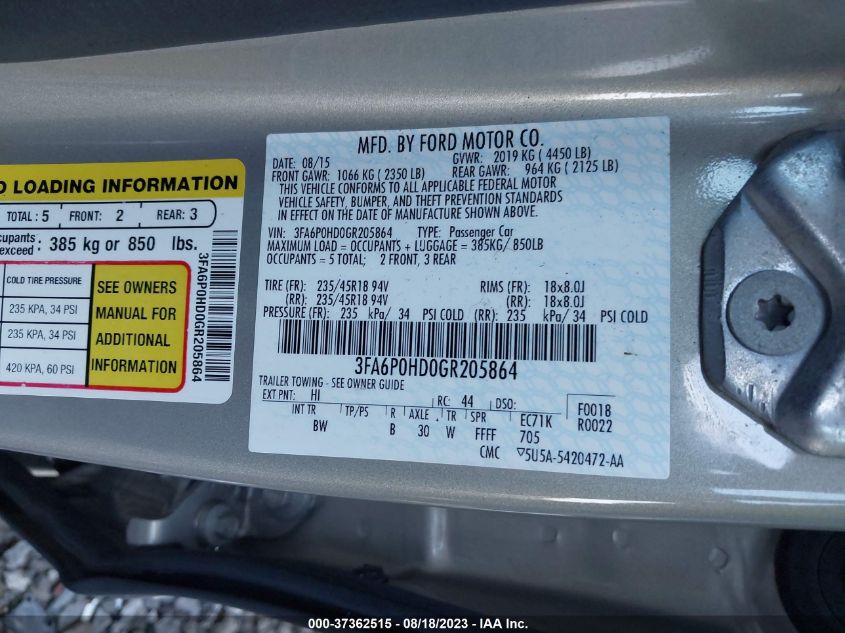 D LOADING INFORMATION
TOTAL : 5 FRONT: 2 REAR: 3
cupants
exceed : 385 kg or 850 lbs.
COLD TIRE PRESSURE
235 KPA, 34 PSI
235 KPA, 34 PSI
420 KPA, 60 PSI
SEE OWNERS
MANUAL FOR
ADDITIONAL
INFORMATION
3FA6P0HD0GR205864
MFD. BY FORD MOTOR CO.
DATE: 08/15 GVWR: 2019 KG ( 4450 LB)
FRONT GAWR: 1066 KG ( 2350 LB) REAR GAWR: 964 KG ( 2125 LB)
THIS VEHICLE CONFORMS TO ALL APPLICABLE FEDERAL MOTOR
VEHICLE SAFETY, BUMPER, AND THEFT PREVENTION STANDARDS
IN EFFECT ON THE DATE OF MANUFACTURE SHOWN ABOVE.
VIN: 3FA6P0HD0GR205864 TYPE: Passenger Car
MAXIMUM LOAD = OCCUPANTS + LUGGAGE = 385KG/ 850LB
OCCUPANTS = 5 TOTAL: 2 FRONT, 3 REAR
TIRE (FR): 235/45R18 94V RIMS (FR): 18x8.0J
(RR): 235/45R18 94V (RR): 18x8.0J
PRESSURE (FR): 235 kPa/ 34 PSI COLD (RR): 235 kPa/ 34 PSI COLD
3FA6P0HD0GR205864
TRAILER TOWING - SEE OWNER GUIDE
EXT PNT: HI RC: 44 DSO: F0018
R0022
INT TR TP/PS R AXLE TR SPR EC71K
BW B 30 W FFFF 705
CMC ▽5U5A-5420472-AA
000-37362515 - 08/18/2023 - IAA Inc.